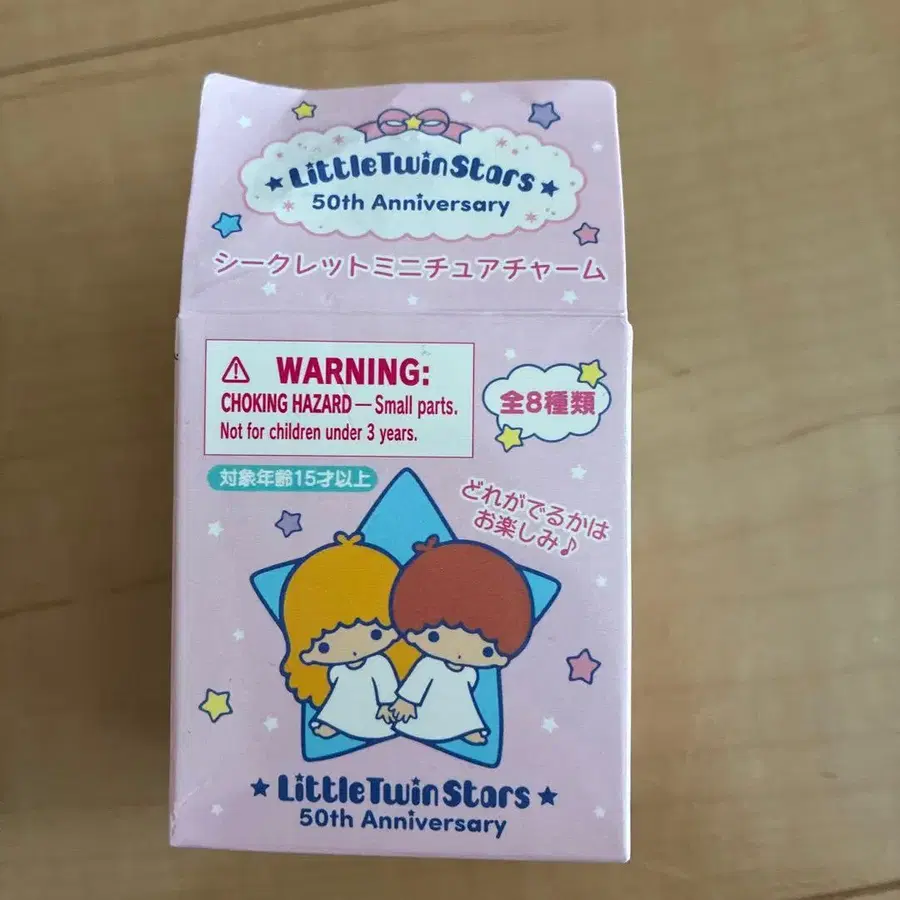 ★ LittleTwinStars ★
50th Anniversary
シークレットミニチュアチャーム
⚠ WARNING:
CHOKING HAZARD — Small parts.
Not for children under 3 years.
全8種類
対象年齢15才以上
どれがでるかは
お楽しみ♪
★ LittleTwinStars ★
50th Anniversary